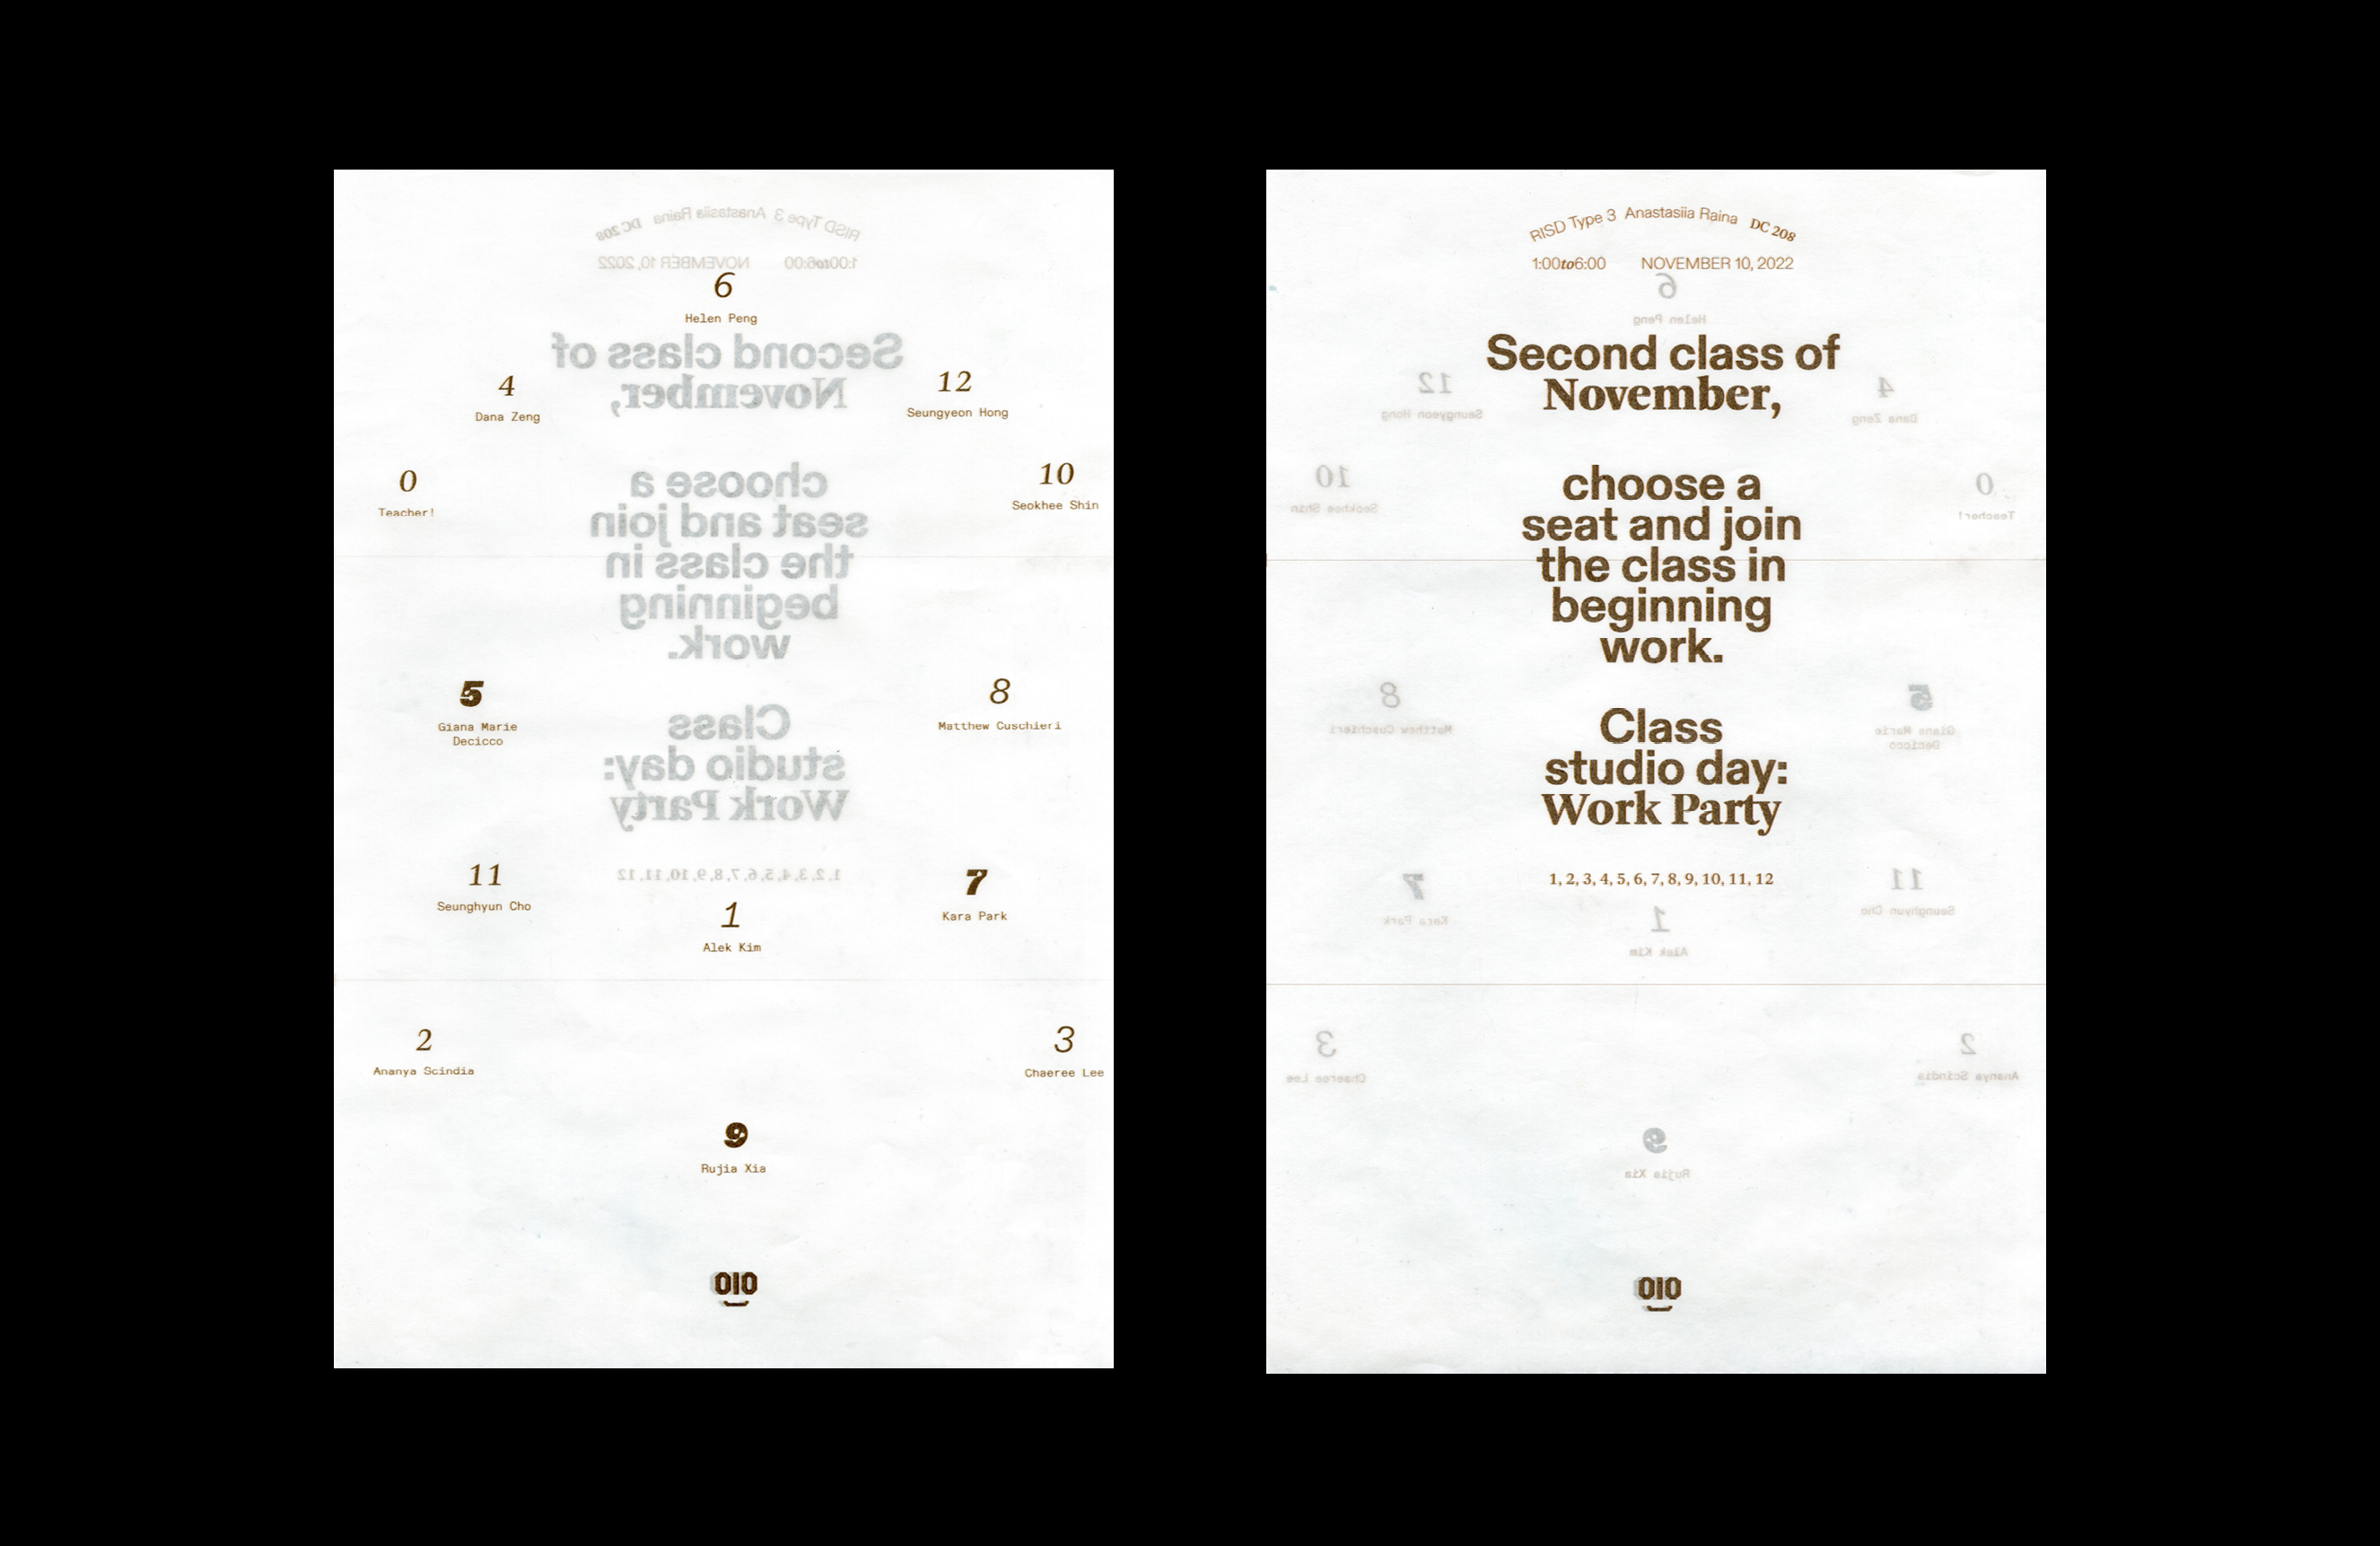 6
Helen Peng
4
Dana Zeng
12
Seungyeon Hong
0
Teacher!
10
Seokhee Shin
5
Giana Marie
Decicco
8
Matthew Cuschieri
11
Seunghyun Cho
7
Kara Park
1
Alek Kim
2
Ananya Scindia
3
Chaeree Lee
9
Rujia Xia
010
RISD Type 3 Anastasiia Raina DC 208
1:00to6:00 NOVEMBER 10, 2022
Second class of
November,
choose a
seat and join
the class in
beginning
work.
Class
studio day:
Work Party
1, 2, 3, 4, 5, 6, 7, 8, 9, 10, 11, 12
010